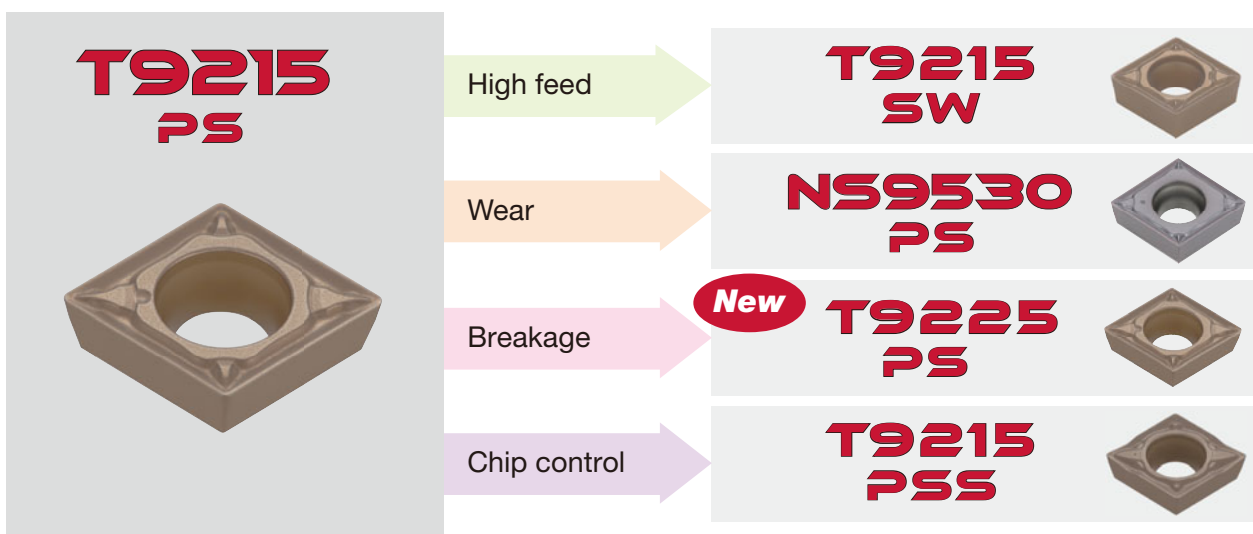 T9215
PS
High feed
T9215
SW
Wear
NS9530
PS
Breakage
New
T9225
PS
Chip control
T9215
PSS